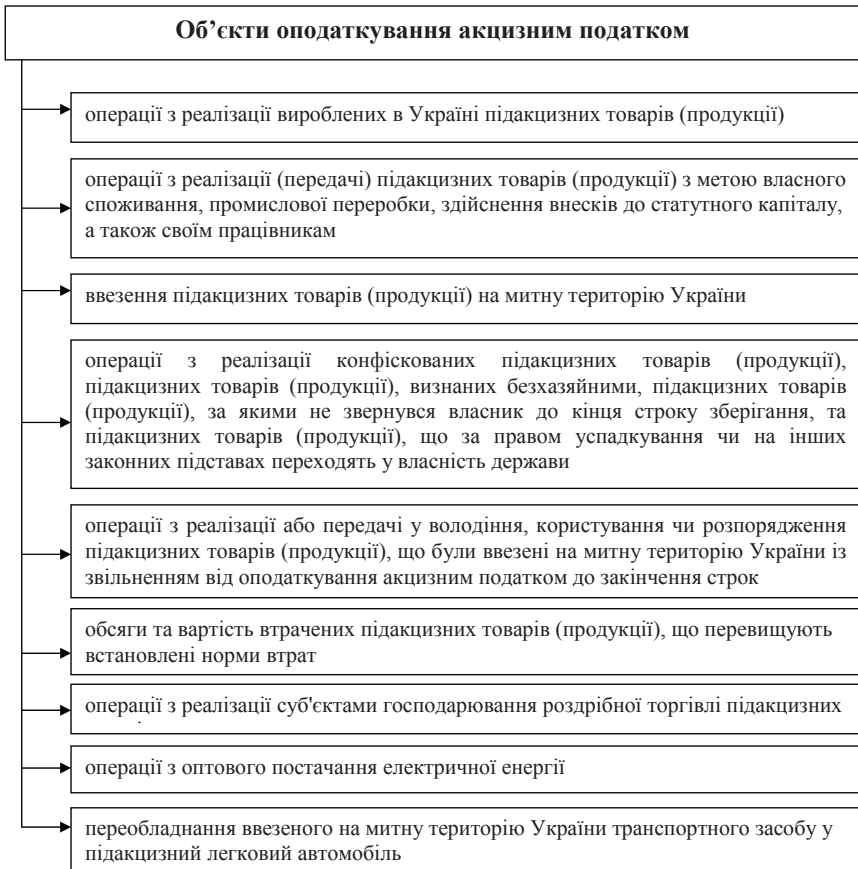 Об’єкти оподаткування акцизним податком
операції з реалізації вироблених в Україні підакцизних товарів (продукції)
операції з реалізації (передачі) підакцизних товарів (продукції) з метою власного
споживання, промислової переробки, здійснення внесків до статутного капіталу,
а також своїм працівникам
ввезення підакцизних товарів (продукції) на митну територію України
операції з реалізації конфіскованих підакцизних товарів (продукції),
підакцизних товарів (продукції), визнаних безхазяйними, підакцизних товарів
(продукції), за якими не звернувся власник до кінця строку зберігання, та
підакцизних товарів (продукції), що за правом успадкування чи на інших
законних підставах переходять у власність держави
операції з реалізації або передачі у володіння, користування чи розпорядження
підакцизних товарів (продукції), що були ввезені на митну територію України із
звільненням від оподаткування акцизним податком до закінчення строк
обсяги та вартість втрачених підакцизних товарів (продукції), що перевищують
встановлені норми втрат
операції з реалізації суб'єктами господарювання роздрібної торгівлі підакцизних
операції з оптового постачання електричної енергії
переобладнання ввезеного на митну територію України транспортного засобу у
підакцизний легковий автомобіль